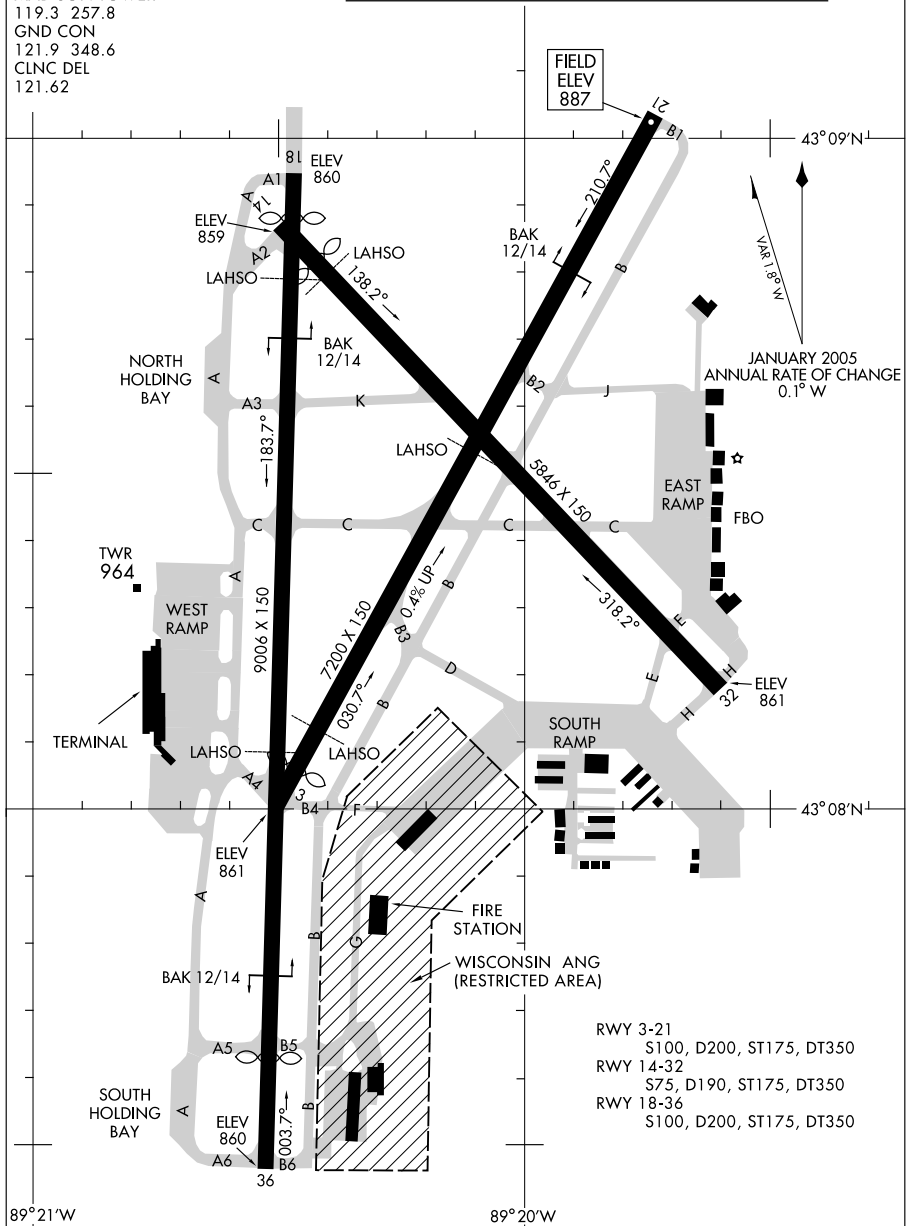 119.3 257.8
GND CON
121.9 348.6
CLNC DEL
121.62
FIELD
ELEV
887
21
B1
43°09'N
18
ELEV
860
A1
A
14
ELEV
859
A2
LAHSO
LAHSO
138.2°
210.7°
BAK
12/14
B
VAR 1.8° W
JANUARY 2005
ANNUAL RATE OF CHANGE
0.1° W
NORTH
HOLDING
BAY
A
BAK
12/14
A3
K
B2
J
183.7°
LAHSO
5846 X 150
EAST
RAMP
FBO
C
C
C
C
TWR
964
A
WEST
RAMP
9006 X 150
7200 X 150
0.4% UP
B
B3
318.2°
E
D
E
H
32
H
ELEV
861
030.7°
B
SOUTH
RAMP
TERMINAL
LAHSO
LAHSO
A4
3
B4
F
43°08'N
ELEV
861
A
B
G
FIRE
STATION
BAK 12/14
WISCONSIN ANG
(RESTRICTED AREA)
A5
B5
SOUTH
HOLDING
BAY
A
B
ELEV
860
003.7°
A6
B6
36
RWY 3-21
S100, D200, ST175, DT350
RWY 14-32
S75, D190, ST175, DT350
RWY 18-36
S100, D200, ST175, DT350
89°21'W
89°20'W